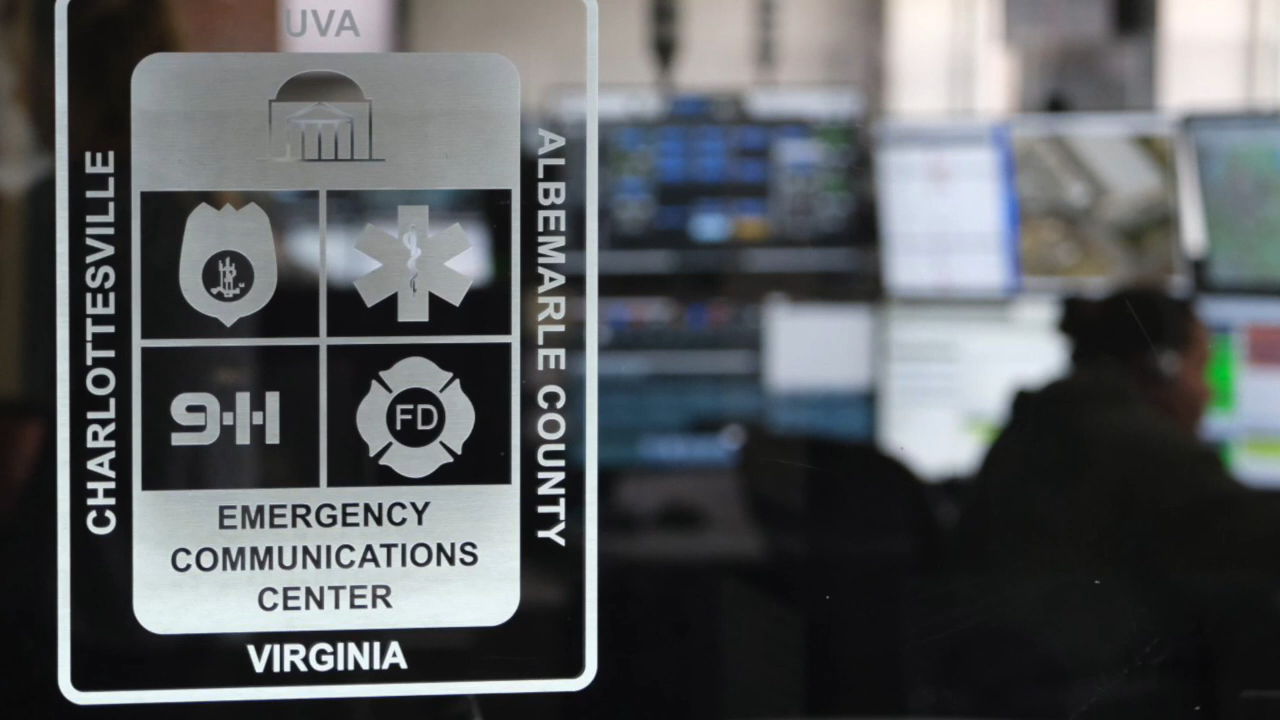 UVA
CHARLOTTESVILLE
ALBEMARLE COUNTY
9-1-1
FD
EMERGENCY
COMMUNICATIONS
CENTER
VIRGINIA